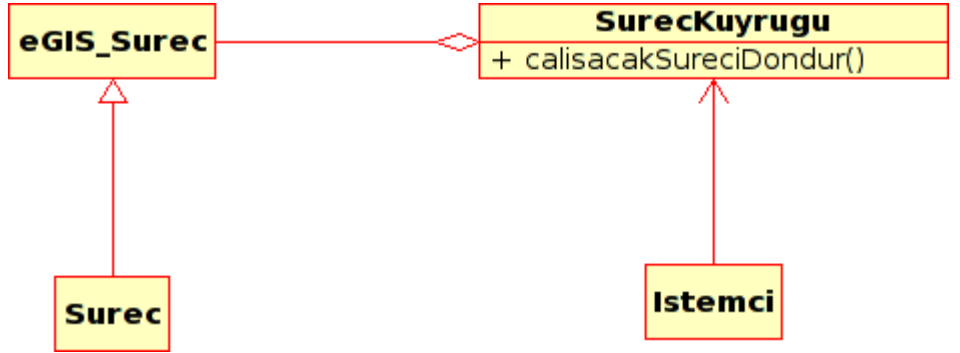 eGIS_Surec
SurecKuyrugu
+ calisacakSureciDondur()
Surec
Istemci